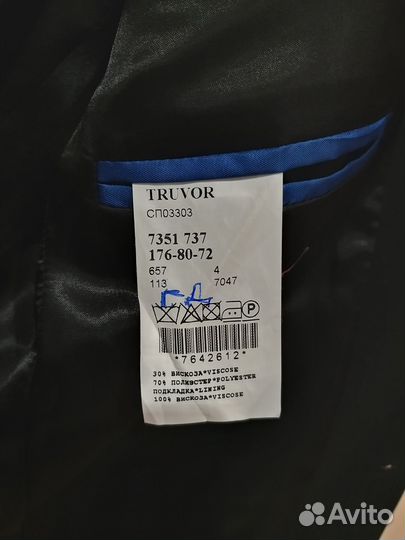 TRUVOR
СП03303
7351 737
176-80-72
657 4
113 7047
ГД
P
*7642612*
30% ВИСКОЗА*VISCOSE
70% ПОЛИЭСТЕР*POLYESTER
ПОДКЛАДКА*LINING
100% ВИСКОЗА*VISCOSE
Avito